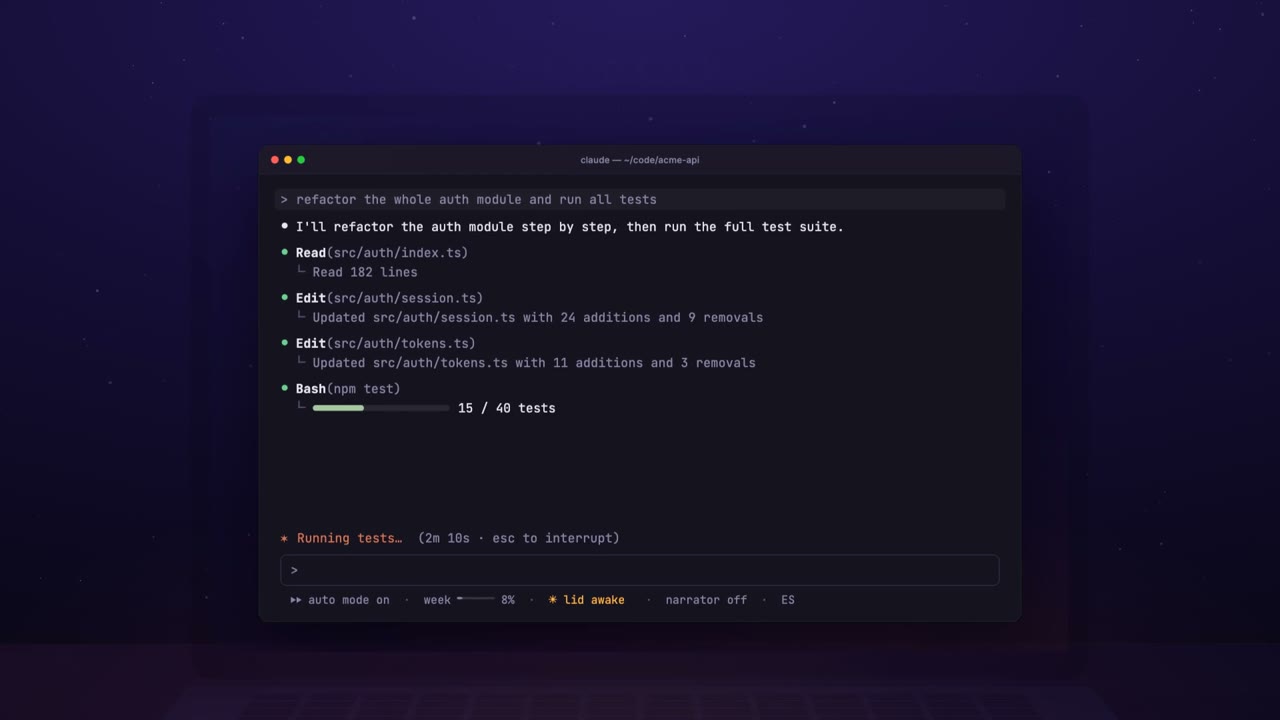 claude — ~/code/acme-api
> refactor the whole auth module and run all tests
● I'll refactor the auth module step by step, then run the full test suite.
● Read(src/auth/index.ts)
└ Read 182 lines
● Edit(src/auth/session.ts)
└ Updated src/auth/session.ts with 24 additions and 9 removals
● Edit(src/auth/tokens.ts)
└ Updated src/auth/tokens.ts with 11 additions and 3 removals
● Bash(npm test)
└ 15 / 40 tests
✶ Running tests… (2m 10s · esc to interrupt)
>
▸▸ auto mode on · week 8% · ☀ lid awake · narrator off · ES